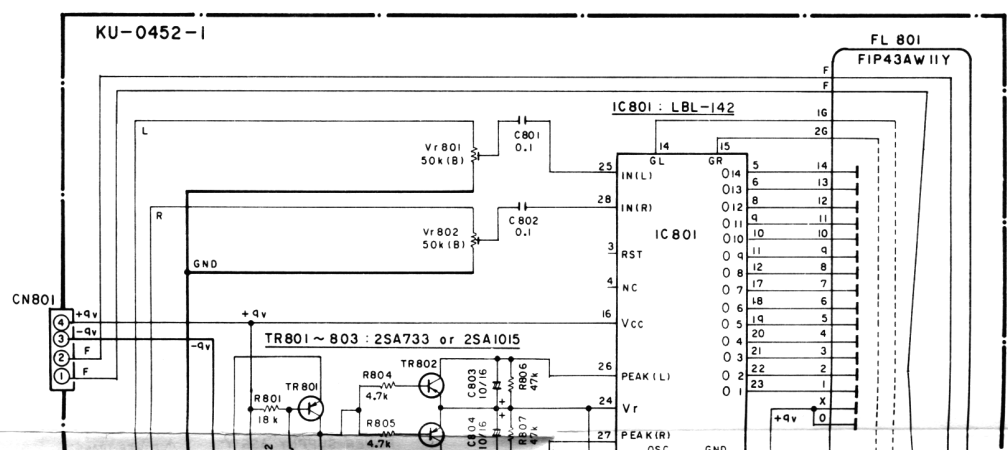 KU-0452-1
FL 801
FIP43AW11Y
F
F
IC801 : LBL-142
1G
2G
L
Vr801
50k(B)
C801
0.1
14
15
GL
GR
25
IN(L)
O14
5
14
O13
6
13
R
Vr802
50k(B)
C802
0.1
28
IN(R)
O12
8
12
O11
9
11
IC801
O10
10
10
GND
3
RST
O9
11
9
O8
12
8
4
NC
O7
17
7
CN801
O6
18
6
4
+9v
+9v
16
Vcc
O5
19
5
3
-9v
-9v
TR801~803 : 2SA733 or 2SA1015
O4
20
4
2
F
O3
21
3
1
F
TR801
R804
4.7k
TR802
C803
10/16
R806
47k
26
PEAK(L)
O2
22
2
O1
23
1
R801
18k
+
24
Vr
X
R805
4.7k
+
C804
10/16
R807
47k
+9v
O
27
PEAK(R)
OSC
GND
2